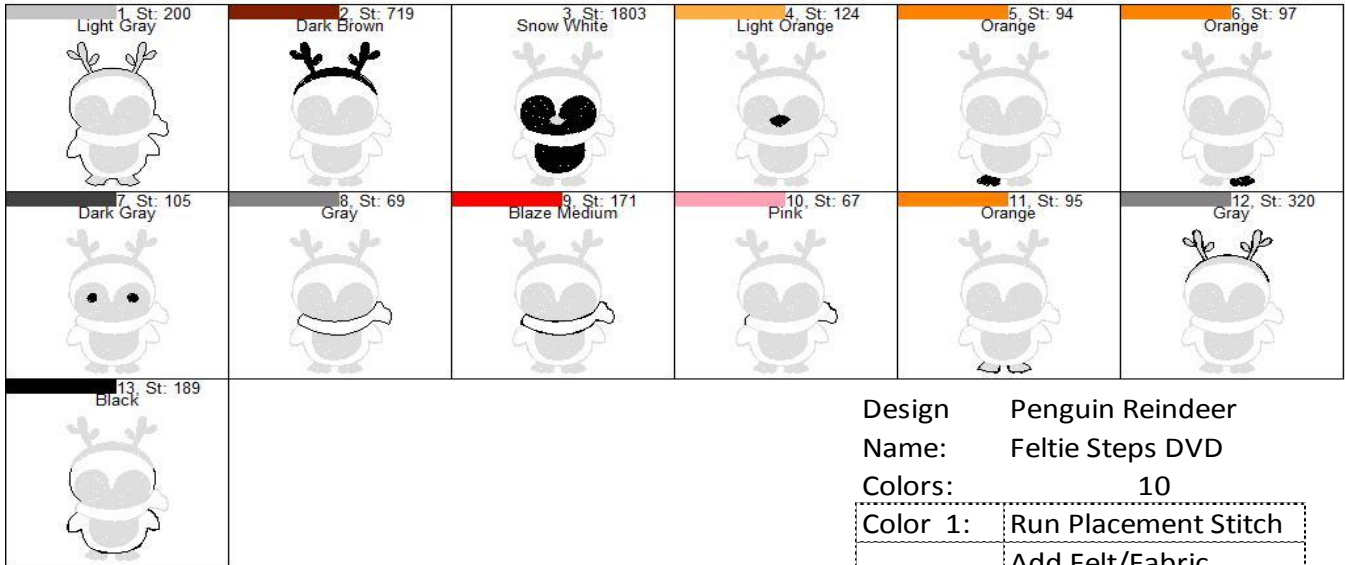 1, St: 200
Light Gray
2, St: 719
Dark Brown
3, St: 1803
Snow White
4, St: 124
Light Orange
5, St: 94
Orange
6, St: 97
Orange
7, St: 105
Dark Gray
8, St: 69
Gray
9, St: 171
Blaze Medium
10, St: 67
Pink
11, St: 95
Orange
12, St: 320
Gray
13, St: 189
Black
Design Penguin Reindeer
Name: Feltie Steps DVD
Colors: 10
Color 1: Run Placement Stitch
Add Felt/Fabric